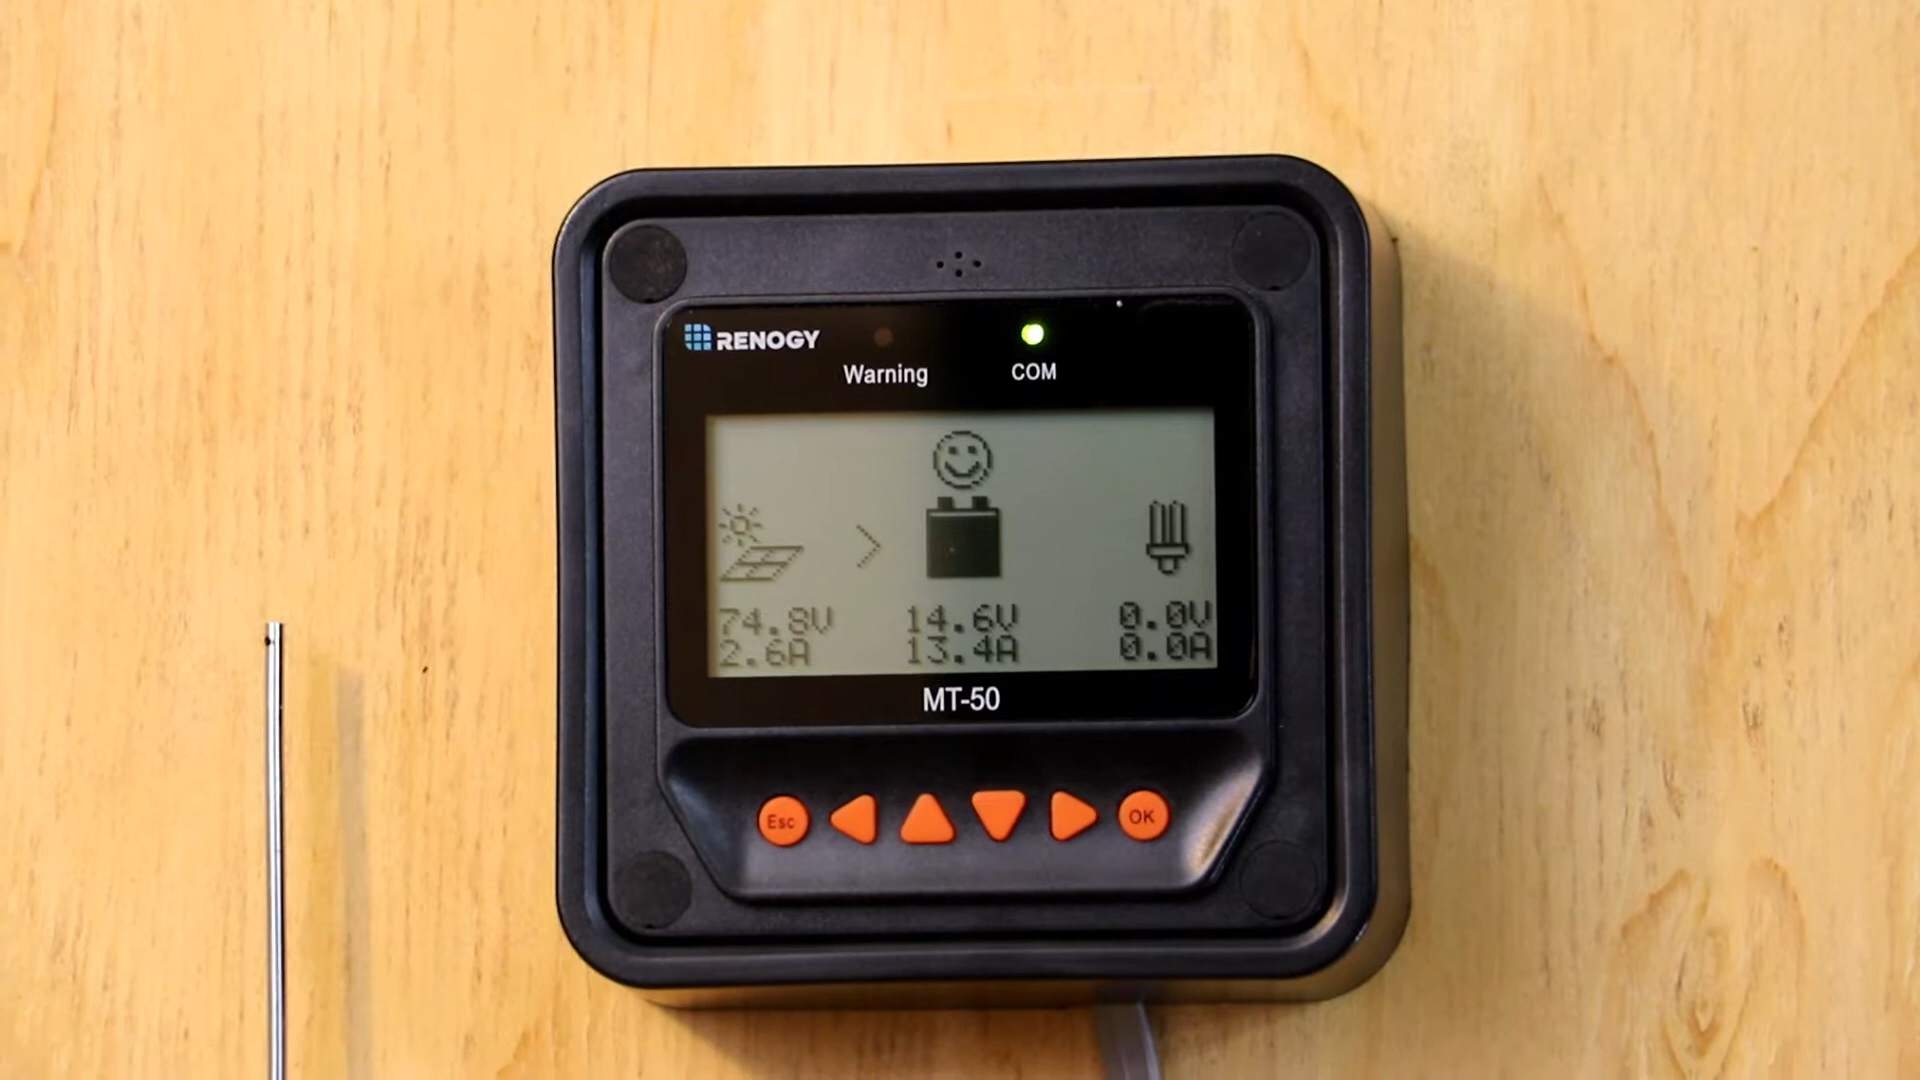 RENOGY
Warning COM
74.8V 14.6V 0.0V
2.6A 13.4A 0.0A
MT-50
Esc OK